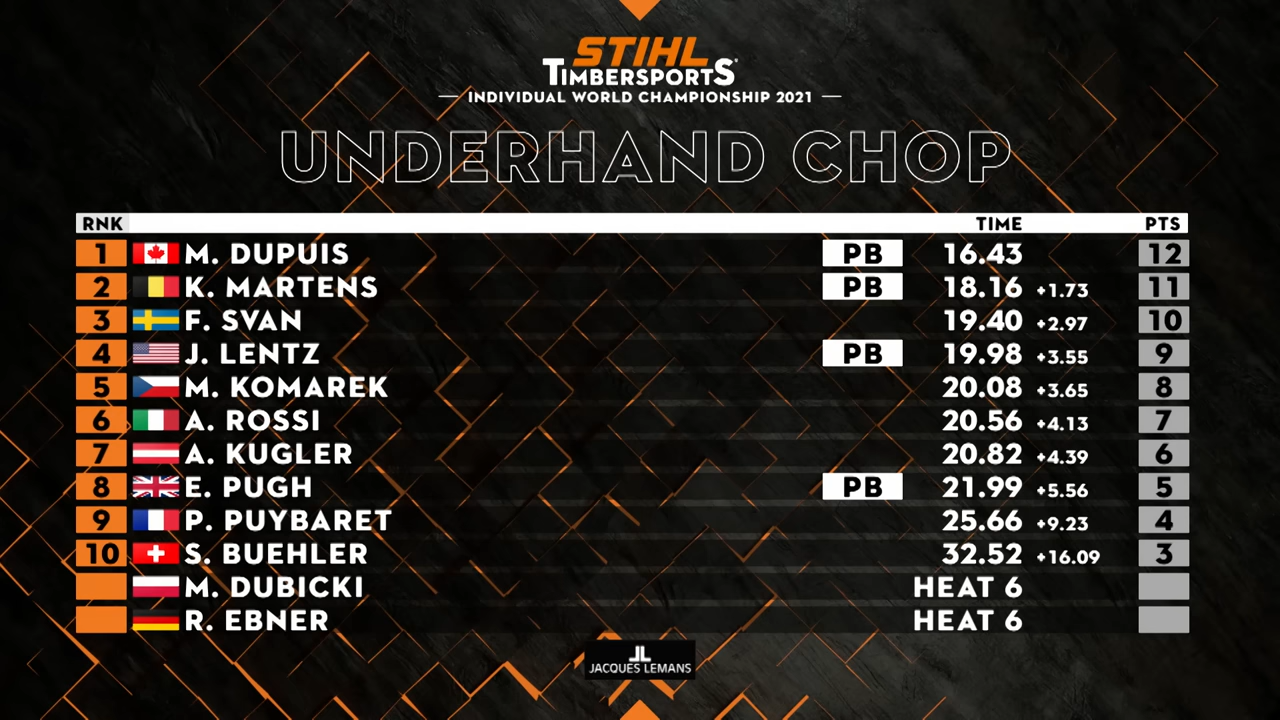 STIHL
TIMBERSPORTS
INDIVIDUAL WORLD CHAMPIONSHIP 2021
UNDERHAND CHOP
RNK TIME PTS
1 M. DUPUIS PB 16.43 12
2 K. MARTENS PB 18.16 +1.73 11
3 F. SVAN 19.40 +2.97 10
4 J. LENTZ PB 19.98 +3.55 9
5 M. KOMAREK 20.08 +3.65 8
6 A. ROSSI 20.56 +4.13 7
7 A. KUGLER 20.82 +4.39 6
8 E. PUGH PB 21.99 +5.56 5
9 P. PUYBARET 25.66 +9.23 4
10 S. BUEHLER 32.52 +16.09 3
M. DUBICKI HEAT 6
R. EBNER HEAT 6
JL
JACQUES LEMANS